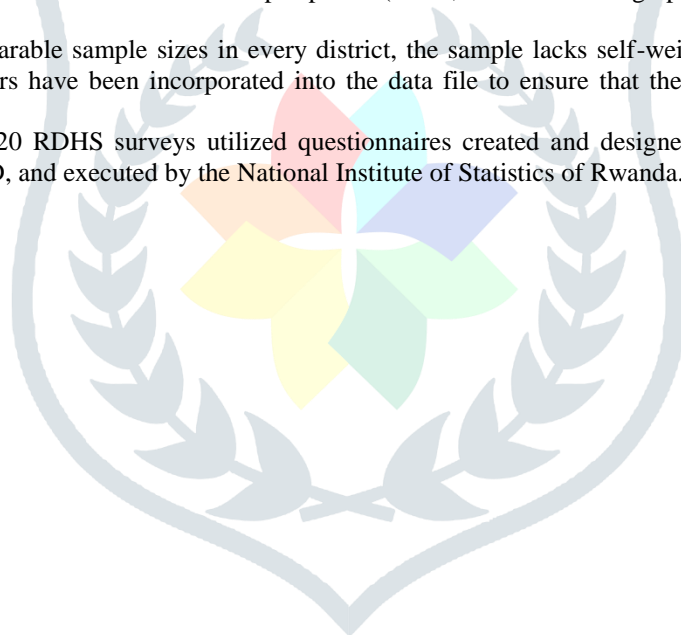 arable sample sizes in every district, the sample lacks self-wei
rs have been incorporated into the data file to ensure that the
20 RDHS surveys utilized questionnaires created and designe
, and executed by the National Institute of Statistics of Rwanda.